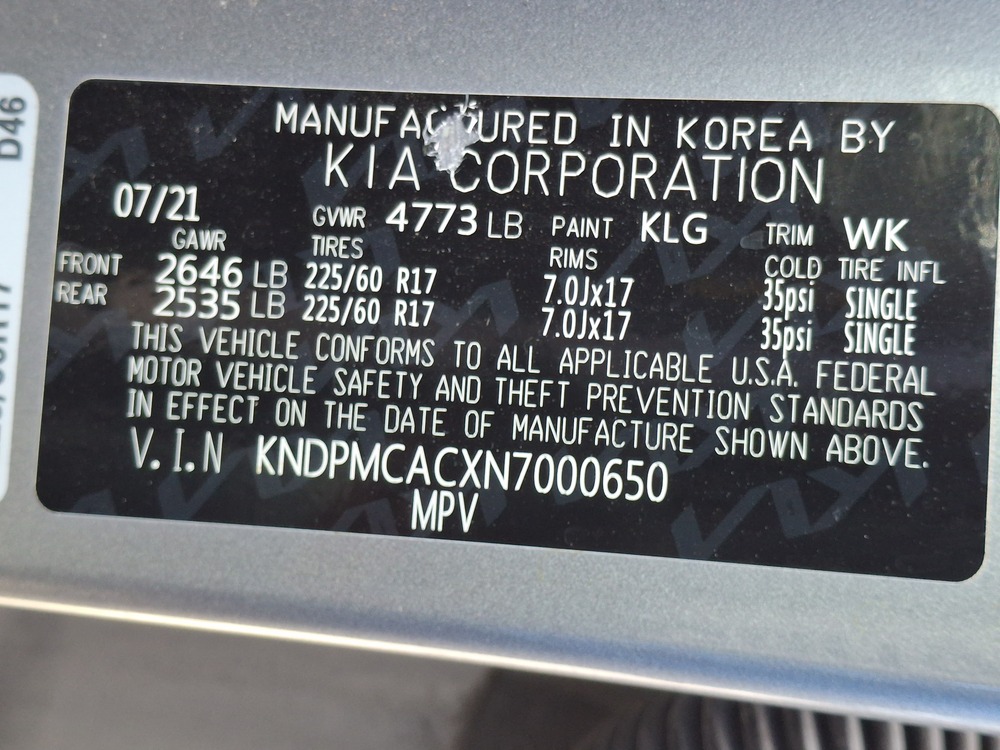 D46
MANUFACTURED IN KOREA BY
KIA CORPORATION
07/21 GVWR 4773 LB PAINT KLG TRIM WK
GAWR TIRES RIMS COLD TIRE INFL
FRONT 2646 LB 225/60 R17 7.0Jx17 35psi SINGLE
REAR 2535 LB 225/60 R17 7.0Jx17 35psi SINGLE
THIS VEHICLE CONFORMS TO ALL APPLICABLE U.S.A. FEDERAL
MOTOR VEHICLE SAFETY AND THEFT PREVENTION STANDARDS
IN EFFECT ON THE DATE OF MANUFACTURE SHOWN ABOVE.
V.I.N KNDPMCACXN7000650
MPV